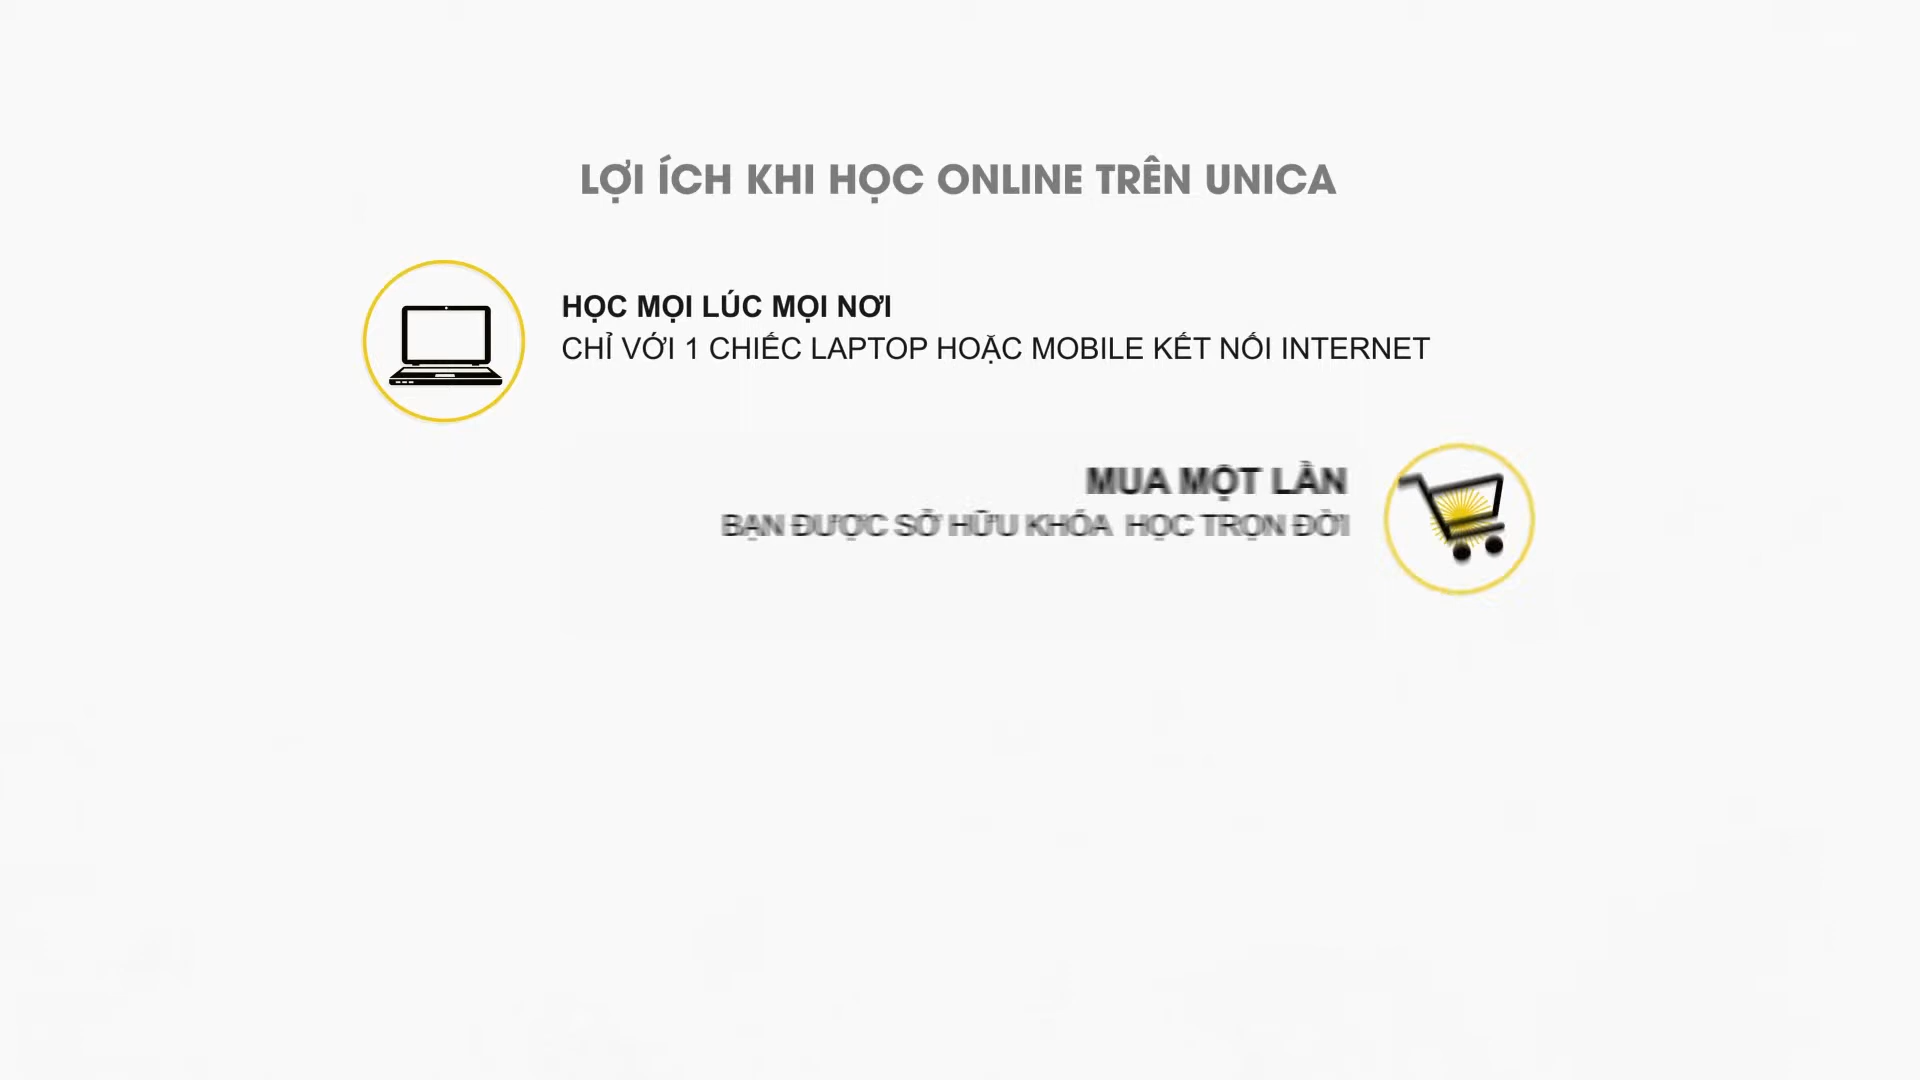 LỢI ÍCH KHI HỌC ONLINE TRÊN UNICA
HỌC MỌI LÚC MỌI NƠI
CHỈ VỚI 1 CHIẾC LAPTOP HOẶC MOBILE KẾT NỐI INTERNET
MUA MỘT LẦN
BẠN ĐƯỢC SỞ HỮU KHÓA HỌC TRỌN ĐỜI